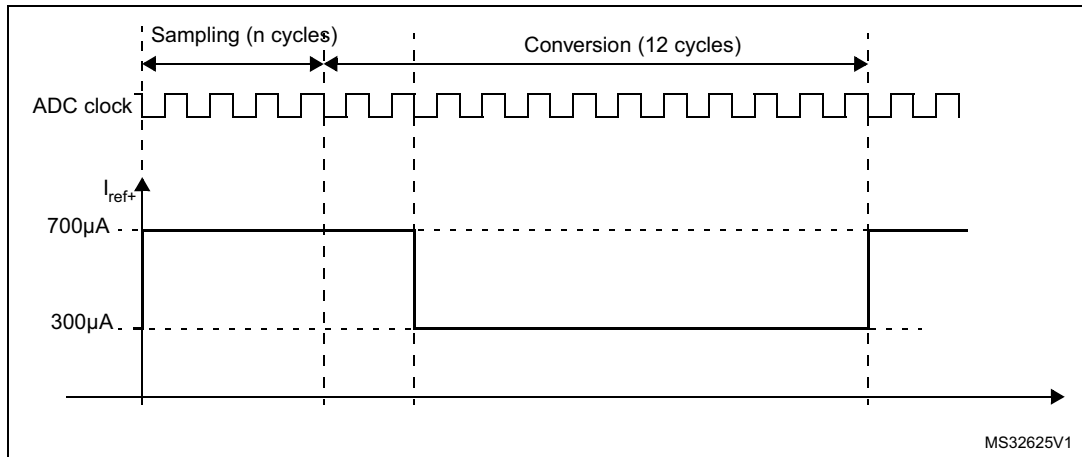 Sampling (n cycles)
Conversion (12 cycles)
ADC clock
Iref+
700µA
300µA
MS32625V1